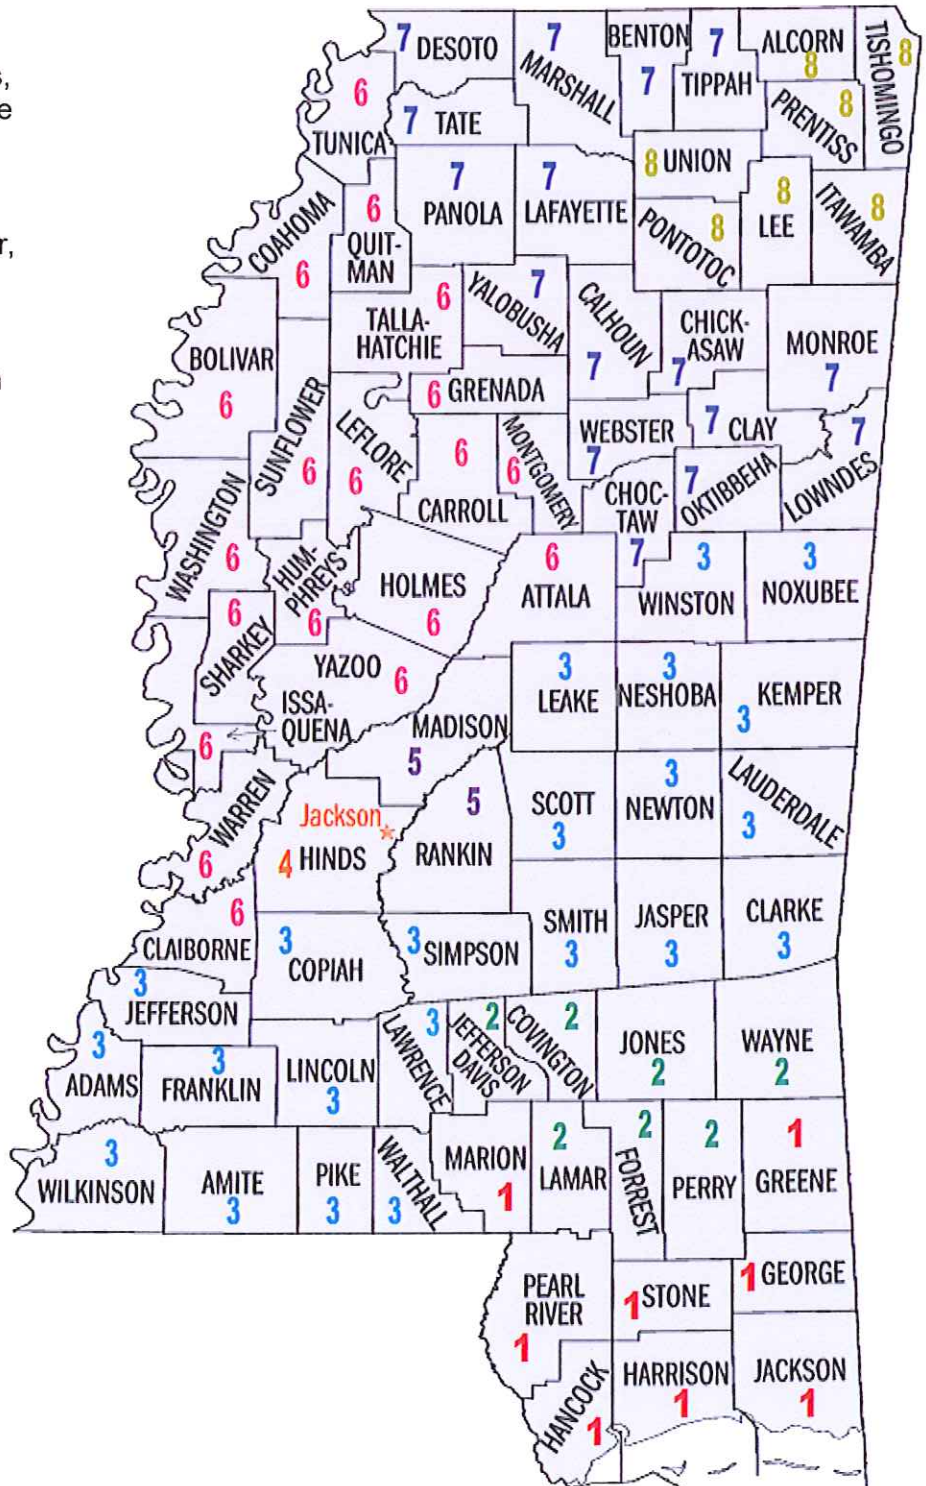 s,
e
r,
7 DESOTO
7
MARSHALL
BENTON
7
7
TIPPAH
ALCORN
8
TISHOMINGO
8
6
TUNICA
7 TATE
8
PRENTISS
COAHOMA
6
6
QUIT-
MAN
7
PANOLA
7
LAFAYETTE
8 UNION
8
PONTOTOC
8
LEE
8
ITAWAMBA
BOLIVAR
6
6
TALLA-
HATCHIE
7
YALOBUSHA
CALHOUN
7
CHICK-
ASAW
7
MONROE
7
SUNFLOWER
6
LEFLORE
6
6 GRENADA
6
CARROLL
MONTGOMERY
6
WEBSTER
7
7 CLAY
7
LOWNDES
7
OKTIBBEHA
CHOC-
TAW
7
WASHINGTON
6
HUM-
PHREYS
6
HOLMES
6
6
ATTALA
3
WINSTON
3
NOXUBEE
6
SHARKEY
YAZOO
6
ISSA-
QUENA
6
MADISON
5
3
LEAKE
3
NESHOBA
KEMPER
3
WARREN
6
Jackson
4 HINDS
5
RANKIN
SCOTT
3
3
NEWTON
LAUDERDALE
3
6
CLAIBORNE
3
COPIAH
3
SIMPSON
SMITH
3
JASPER
3
CLARKE
3
3
JEFFERSON
3
ADAMS
3
FRANKLIN
LINCOLN
3
3
LAWRENCE
2
JEFFERSON
DAVIS
2
COVINGTON
JONES
2
WAYNE
2
3
WILKINSON
AMITE
3
PIKE
3
WALTHALL
3
MARION
1
2
LAMAR
2
FORREST
2
PERRY
1
GREENE
PEARL
RIVER
1
1 STONE
1 GEORGE
HANCOCK
1
HARRISON
1
JACKSON
1